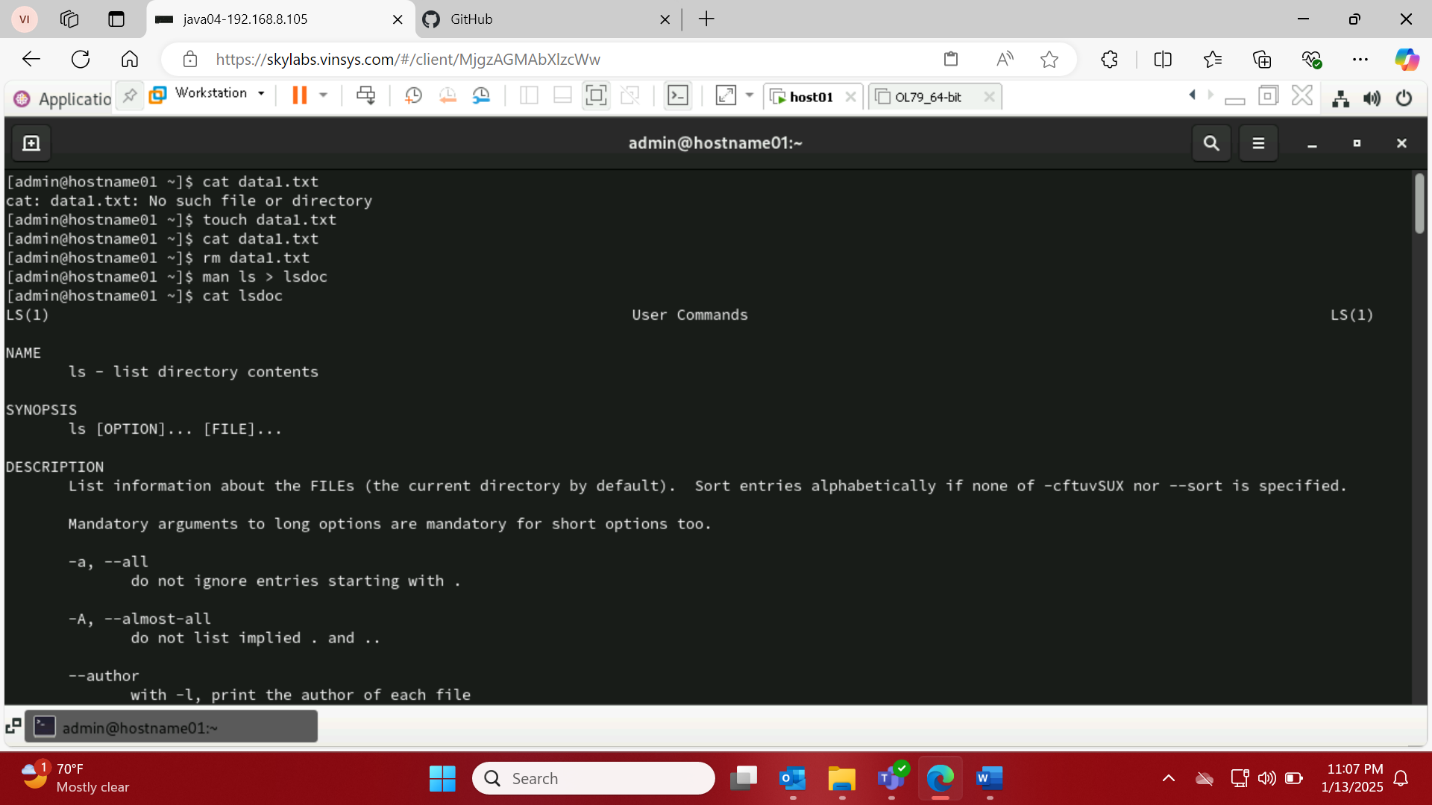 VI
java04-192.168.8.105
GitHub
https://skylabs.vinsys.com/#/client/MjgzAGMAbXlzcWw
Applicatio
Workstation
host01
OL79_64-bit
admin@hostname01:~
[admin@hostname01 ~]$ cat data1.txt
cat: data1.txt: No such file or directory
[admin@hostname01 ~]$ touch data1.txt
[admin@hostname01 ~]$ cat data1.txt
[admin@hostname01 ~]$ rm data1.txt
[admin@hostname01 ~]$ man ls > lsdoc
[admin@hostname01 ~]$ cat lsdoc
LS(1) User Commands LS(1)
NAME
ls - list directory contents
SYNOPSIS
ls [OPTION]... [FILE]...
DESCRIPTION
List information about the FILEs (the current directory by default). Sort entries alphabetically if none of -cftuvSUX nor --sort is specified.
Mandatory arguments to long options are mandatory for short options too.
-a, --all
do not ignore entries starting with .
-A, --almost-all
do not list implied . and ..
--author
with -l, print the author of each file
admin@hostname01:~
1
70°F
Mostly clear
Search
11:07 PM
1/13/2025